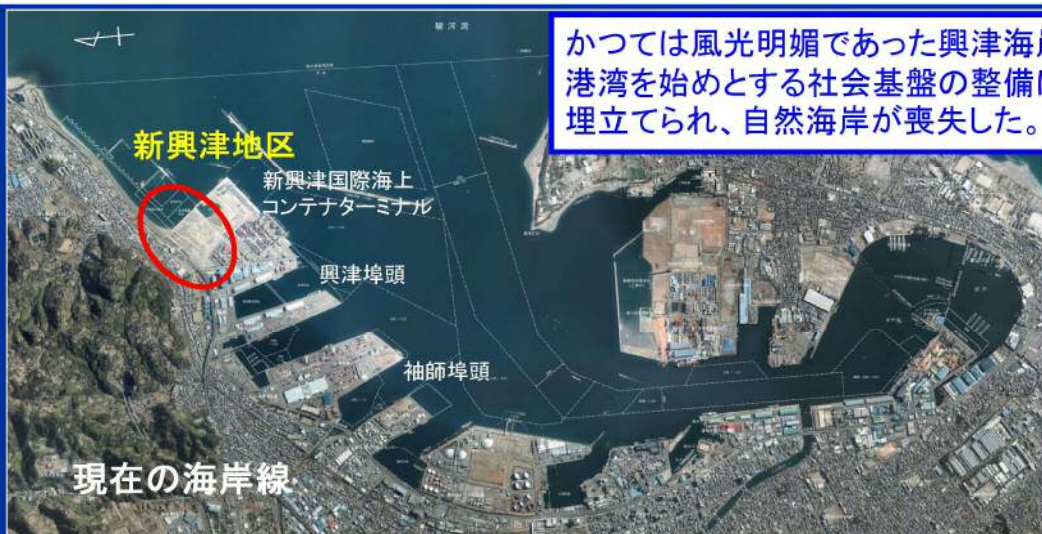 駿河湾
かつては風光明媚であった興津海岸
港湾を始めとする社会基盤の整備に
埋立てられ、自然海岸が喪失した。
新興津地区
新興津国際海上
コンテナターミナル
興津埠頭
袖師埠頭
現在の海岸線